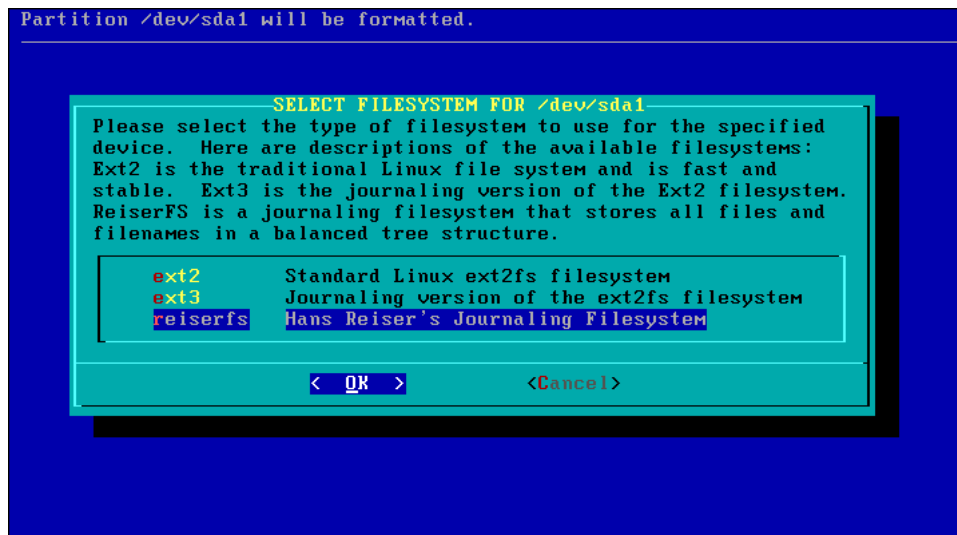 Partition /dev/sda1 will be formatted.
SELECT FILESYSTEM FOR /dev/sda1
Please select the type of filesystem to use for the specified
device.  Here are descriptions of the available filesystems:
Ext2 is the traditional Linux file system and is fast and
stable.  Ext3 is the journaling version of the Ext2 filesystem.
ReiserFS is a journaling filesystem that stores all files and
filenames in a balanced tree structure.
ext2 Standard Linux ext2fs filesystem
ext3 Journaling version of the ext2fs filesystem
reiserfs Hans Reiser's Journaling Filesystem
<  OK  > <Cancel>